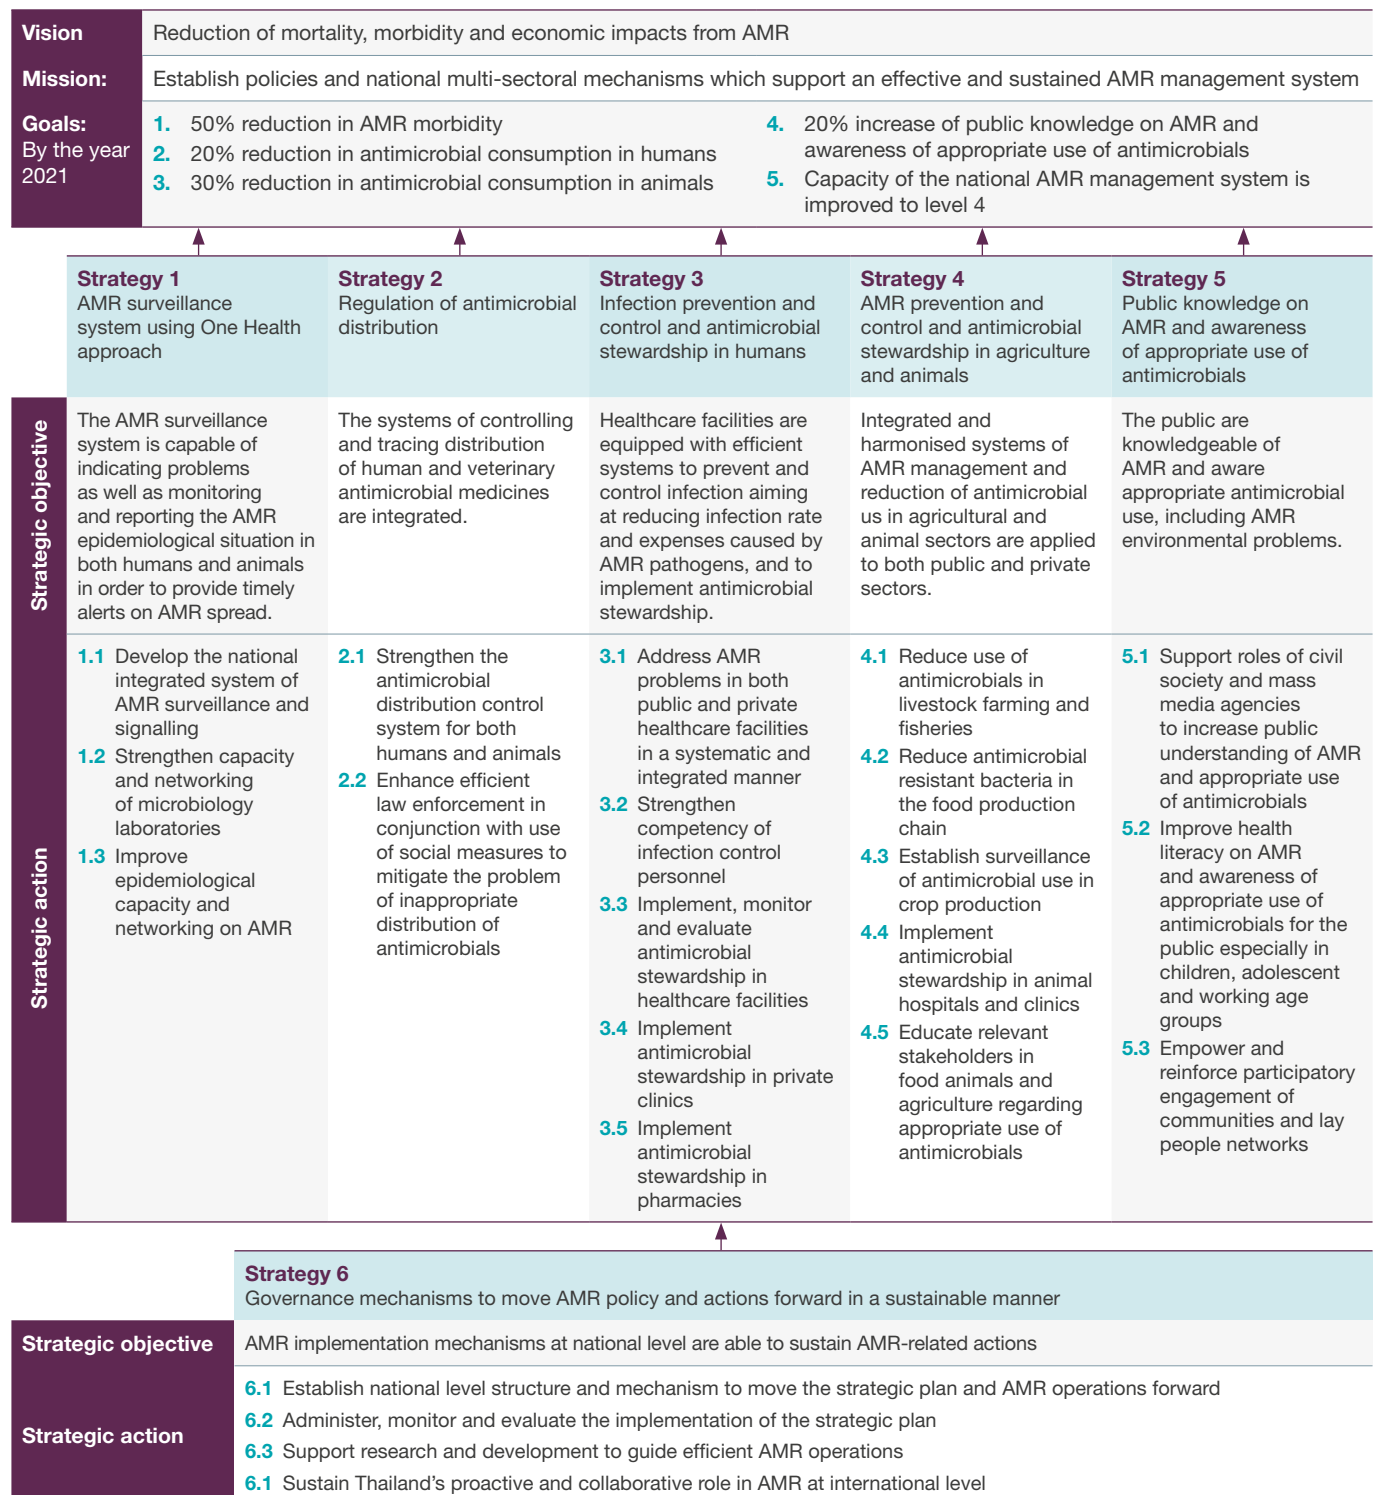 Vision
Reduction of mortality, morbidity and economic impacts from AMR
Mission:
Establish policies and national multi-sectoral mechanisms which support an effective and sustained AMR management system
Goals:
By the year
2021
1. 50% reduction in AMR morbidity
2. 20% reduction in antimicrobial consumption in humans
3. 30% reduction in antimicrobial consumption in animals
4. 20% increase of public knowledge on AMR and
awareness of appropriate use of antimicrobials
5. Capacity of the national AMR management system is
improved to level 4
Strategy 1
AMR surveillance
system using One Health
approach
Strategy 2
Regulation of antimicrobial
distribution
Strategy 3
Infection prevention and
control and antimicrobial
stewardship in humans
Strategy 4
AMR prevention and
control and antimicrobial
stewardship in agriculture
and animals
Strategy 5
Public knowledge on
AMR and awareness
of appropriate use of
antimicrobials
Strategic objective
The AMR surveillance
system is capable of
indicating problems
as well as monitoring
and reporting the AMR
epidemiological situation in
both humans and animals
in order to provide timely
alerts on AMR spread.
The systems of controlling
and tracing distribution
of human and veterinary
antimicrobial medicines
are integrated.
Healthcare facilities are
equipped with efficient
systems to prevent and
control infection aiming
at reducing infection rate
and expenses caused by
AMR pathogens, and to
implement antimicrobial
stewardship.
Integrated and
harmonised systems of
AMR management and
reduction of antimicrobial
us in agricultural and
animal sectors are applied
to both public and private
sectors.
The public are
knowledgeable of
AMR and aware
appropriate antimicrobial
use, including AMR
environmental problems.
Strategic action
1.1 Develop the national
integrated system of
AMR surveillance and
signalling
1.2 Strengthen capacity
and networking
of microbiology
laboratories
1.3 Improve
epidemiological
capacity and
networking on AMR
2.1 Strengthen the
antimicrobial
distribution control
system for both
humans and animals
2.2 Enhance efficient
law enforcement in
conjunction with use
of social measures to
mitigate the problem
of inappropriate
distribution of
antimicrobials
3.1 Address AMR
problems in both
public and private
healthcare facilities
in a systematic and
integrated manner
3.2 Strengthen
competency of
infection control
personnel
3.3 Implement, monitor
and evaluate
antimicrobial
stewardship in
healthcare facilities
3.4 Implement
antimicrobial
stewardship in private
clinics
3.5 Implement
antimicrobial
stewardship in
pharmacies
4.1 Reduce use of
antimicrobials in
livestock farming and
fisheries
4.2 Reduce antimicrobial
resistant bacteria in
the food production
chain
4.3 Establish surveillance
of antimicrobial use in
crop production
4.4 Implement
antimicrobial
stewardship in animal
hospitals and clinics
4.5 Educate relevant
stakeholders in
food animals and
agriculture regarding
appropriate use of
antimicrobials
5.1 Support roles of civil
society and mass
media agencies
to increase public
understanding of AMR
and appropriate use
of antimicrobials
5.2 Improve health
literacy on AMR
and awareness of
appropriate use of
antimicrobials for the
public especially in
children, adolescent
and working age
groups
5.3 Empower and
reinforce participatory
engagement of
communities and lay
people networks
Strategy 6
Governance mechanisms to move AMR policy and actions forward in a sustainable manner
Strategic objective
AMR implementation mechanisms at national level are able to sustain AMR-related actions
Strategic action
6.1 Establish national level structure and mechanism to move the strategic plan and AMR operations forward
6.2 Administer, monitor and evaluate the implementation of the strategic plan
6.3 Support research and development to guide efficient AMR operations
6.1 Sustain Thailand's proactive and collaborative role in AMR at international level